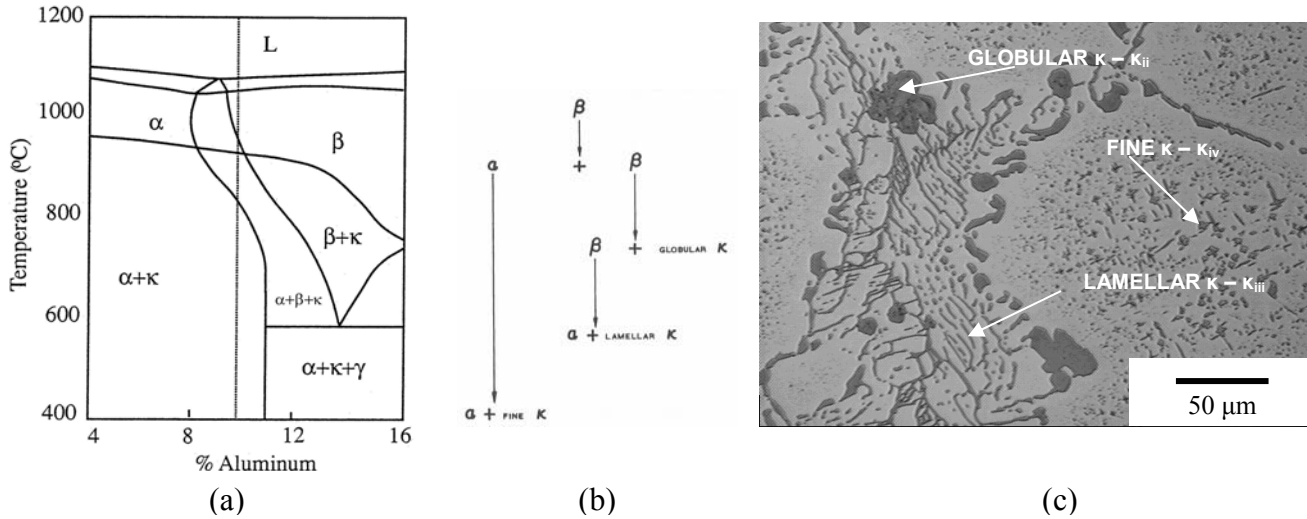 1200
1000
800
600
400
Temperature (ºC)
L
α
β
β+κ
α+κ
α+β+κ
α+κ+γ
4
8
12
16
% Aluminum
(a)
β
α
+
β
β
+ GLOBULAR K
α + LAMELLAR K
α + FINE K
(b)
GLOBULAR κ – κii
FINE κ – κiv
LAMELLAR κ – κiii
50 μm
(c)